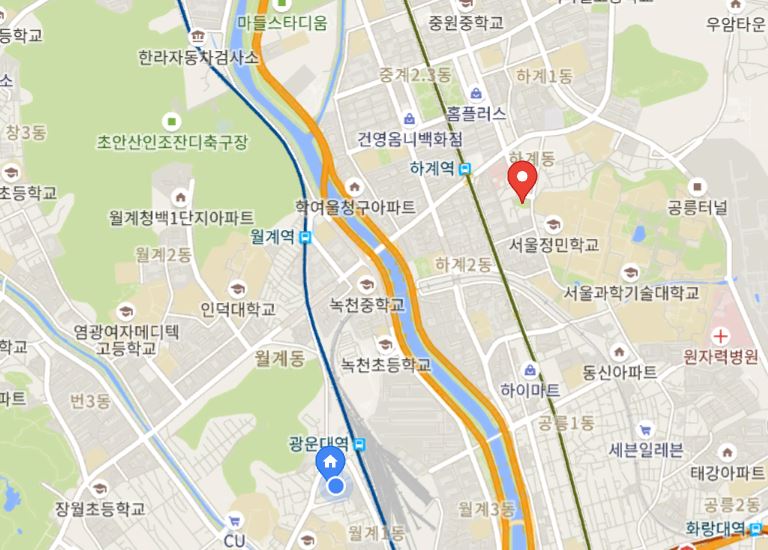 마들스타디움
중원중학교
우암타운
등학교
한라자동차검사소
중계2.3동
하계1동
홈플러스
창3동
초안산인조잔디축구장
건영옴니백화점
하계동
하계역
초등학교
월계청백1단지아파트
학여울청구아파트
공릉터널
월계역
서울정민학교
월계2동
하계2동
서울과학기술대학교
인덕대학교
녹천중학교
염광여자메디텍
고등학교
학교
월계동
녹천초등학교
동신아파트
원자력병원
하이마트
파트
번3동
공릉1동
광운대역
세븐일레븐
태강아파트
장월초등학교
월계3동
공릉2동
화랑대역
CU
월계1동